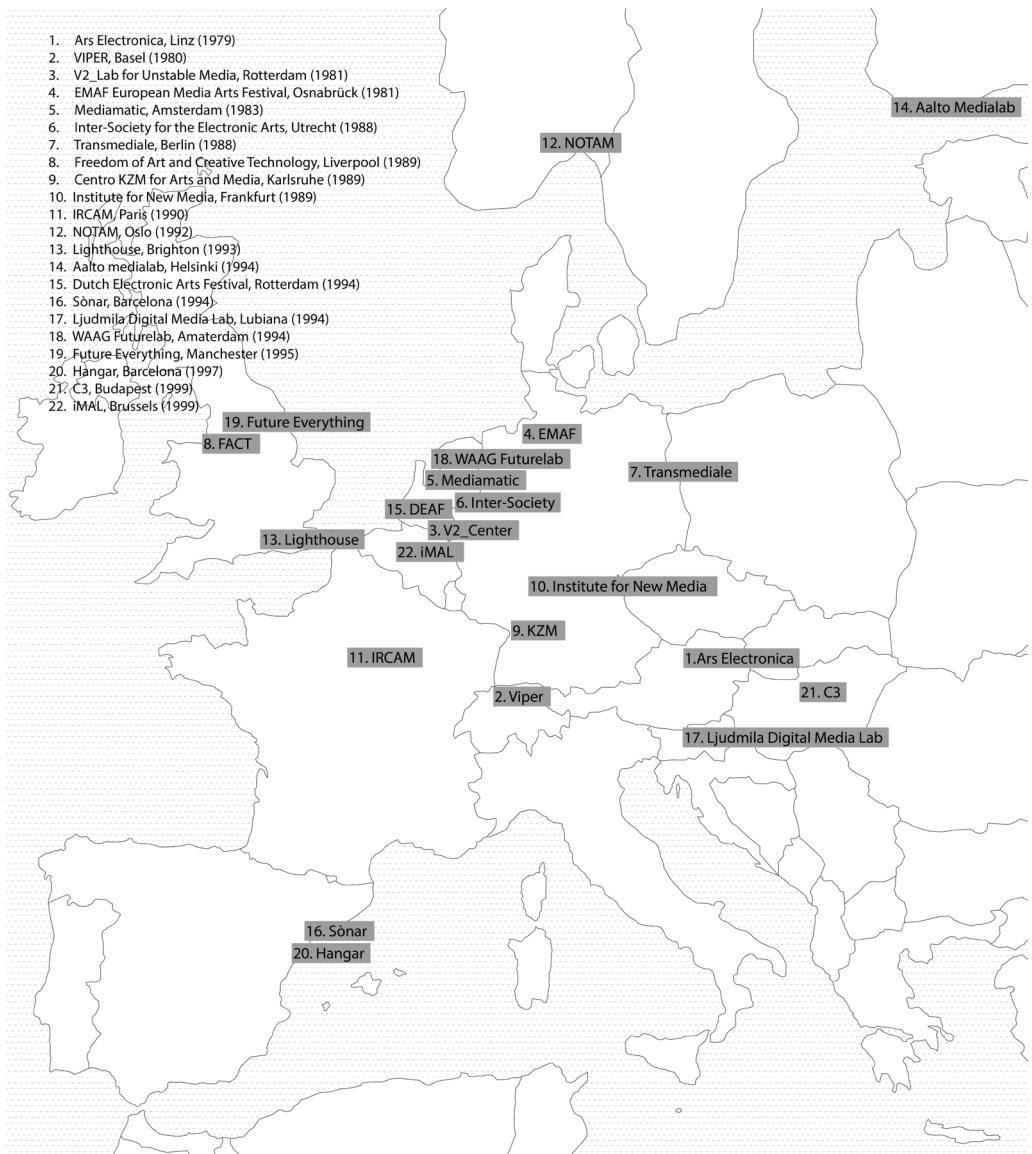 1. Ars Electronica, Linz (1979)
2. VIPER, Basel (1980)
3. V2_Lab for Unstable Media, Rotterdam (1981)
4. EMAF European Media Arts Festival, Osnabrück (1981)
5. Mediamatic, Amsterdam (1983)
6. Inter-Society for the Electronic Arts, Utrecht (1988)
7. Transmediale, Berlin (1988)
8. Freedom of Art and Creative Technology, Liverpool (1989)
9. Centro KZM for Arts and Media, Karlsruhe (1989)
10. Institute for New Media, Frankfurt (1989)
11. IRCAM, Paris (1990)
12. NOTAM, Oslo (1992)
13. Lighthouse, Brighton (1993)
14. Aalto medialab, Helsinki (1994)
15. Dutch Electronic Arts Festival, Rotterdam (1994)
16. Sònar, Barcelona (1994)
17. Ljudmila Digital Media Lab, Lubiana (1994)
18. WAAG Futurelab, Amaterdam (1994)
19. Future Everything, Manchester (1995)
20. Hangar, Barcelona (1997)
21. C3, Budapest (1999)
22. iMAL, Brussels (1999)
14. Aalto Medialab
12. NOTAM
19. Future Everything
4. EMAF
8. FACT
18. WAAG Futurelab
7. Transmediale
5. Mediamatic
6. Inter-Society
15. DEAF
3. V2_Center
13. Lighthouse
22. iMAL
10. Institute for New Media
9. KZM
11. IRCAM
1.Ars Electronica
21. C3
2. Viper
17. Ljudmila Digital Media Lab
16. Sònar
20. Hangar